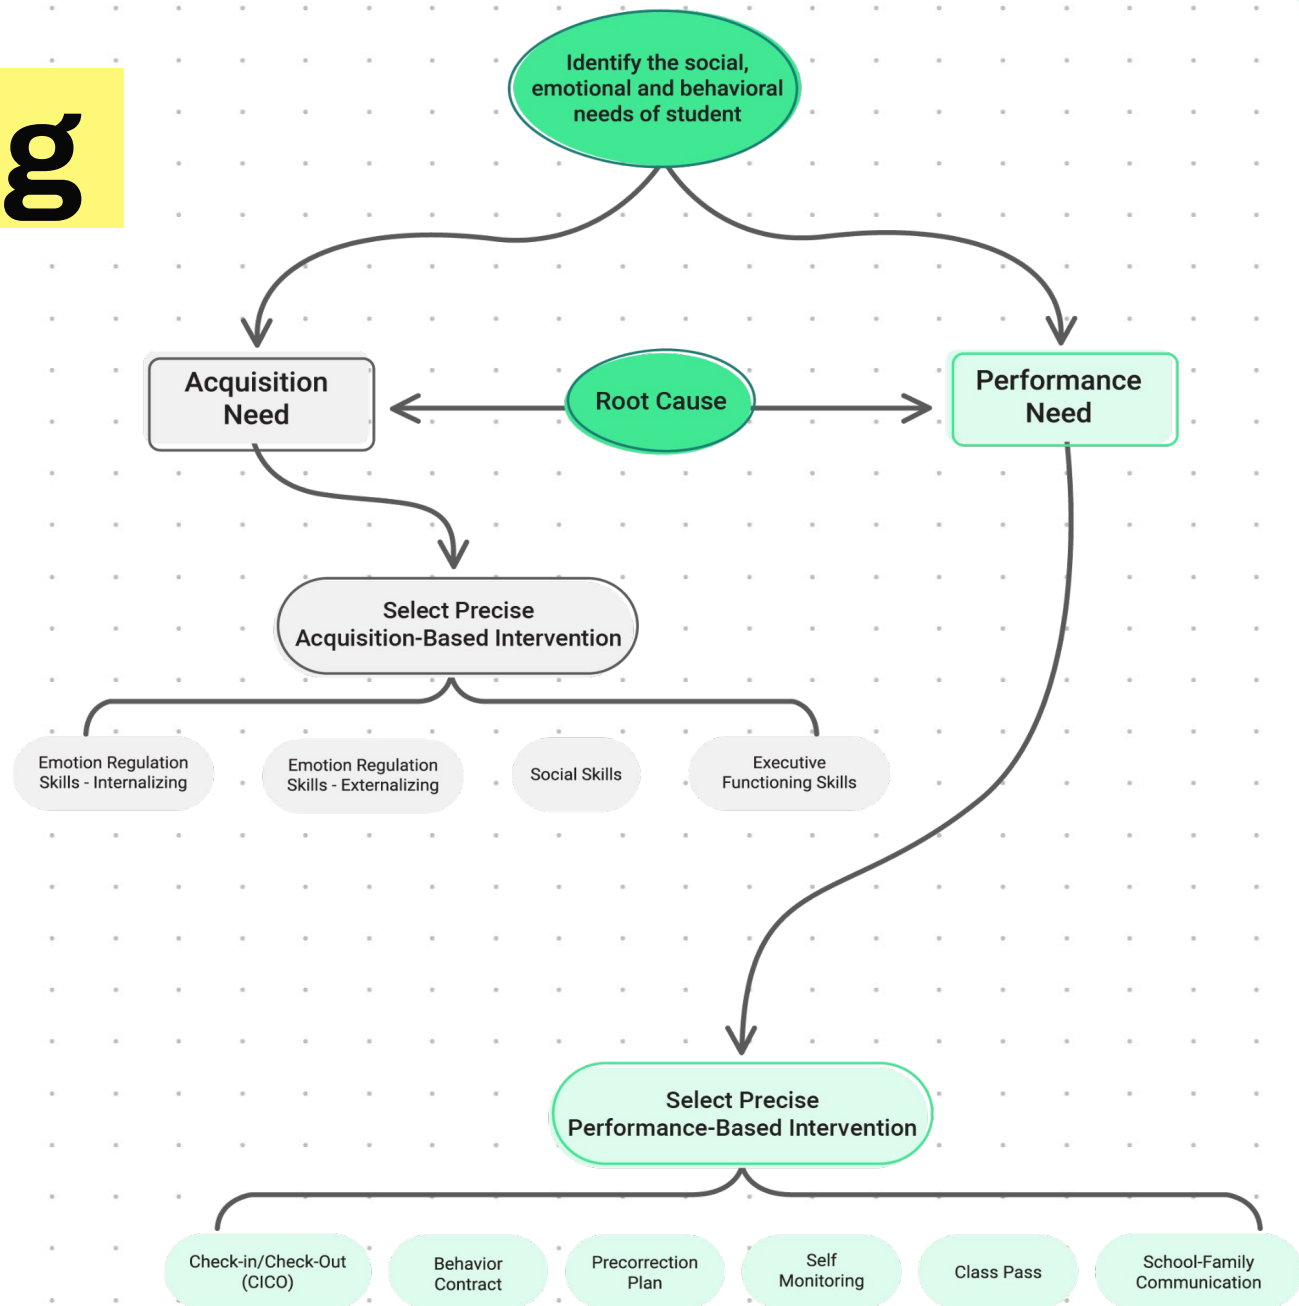 Identify the social,
emotional and behavioral
needs of student
g
Acquisition
Need
Root Cause
Performance
Need
Select Precise
Acquisition-Based Intervention
Emotion Regulation
Skills - Internalizing
Emotion Regulation
Skills - Externalizing
Social Skills
Executive
Functioning Skills
Select Precise
Performance-Based Intervention
Check-in/Check-Out
(CICO)
Behavior
Contract
Precorrection
Plan
Self
Monitoring
Class Pass
School-Family
Communication